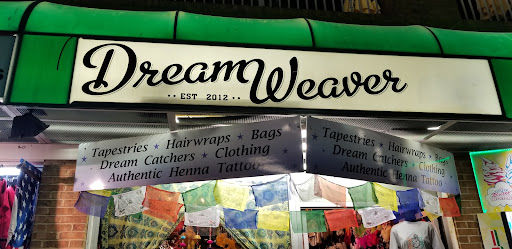 Dream Weaver
·· EST 2012 ··
Tapestries ★ Hairwraps ★ Bags
Dream Catchers ★ Clothing
Authentic Henna Tattoo
Tapestries ★ Hairwraps ★ Bags
Dream Catchers ★ Clothing
Authentic Henna Tattoo